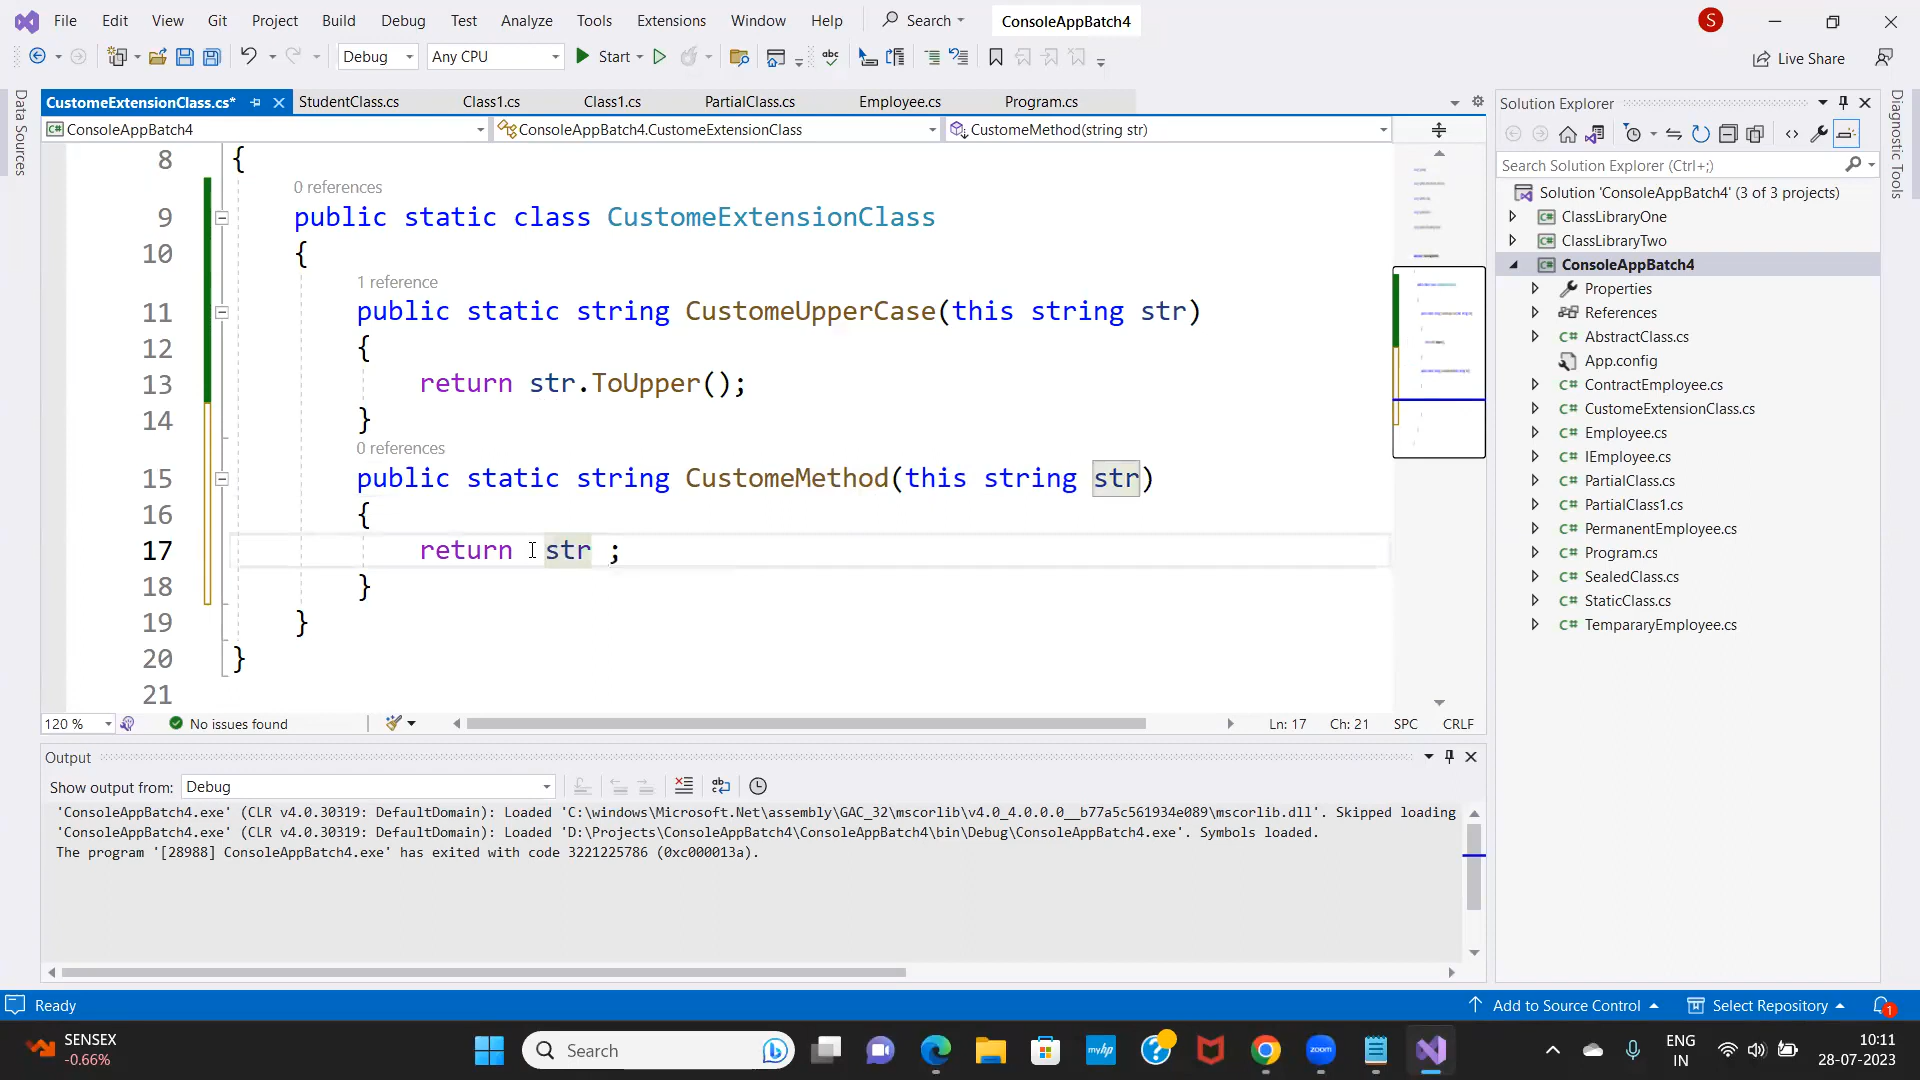 File Edit View Git Project Build Debug Test Analyze Tools Extensions Window Help Search ConsoleAppBatch4 S
Debug Any CPU Start Live Share
CustomeExtensionClass.cs* StudentClass.cs Class1.cs Class1.cs PartialClass.cs Employee.cs Program.cs
ConsoleAppBatch4 ConsoleAppBatch4.CustomeExtensionClass CustomeMethod(string str)
Data Sources
8 {
0 references
9 public static class CustomeExtensionClass
10 {
1 reference
11 public static string CustomeUpperCase(this string str)
12 {
13 return str.ToUpper();
14 }
0 references
15 public static string CustomeMethod(this string str)
16 {
17 return str ;
18 }
19 }
20 }
21
120 % No issues found Ln: 17 Ch: 21 SPC CRLF
Output
Show output from: Debug
'ConsoleAppBatch4.exe' (CLR v4.0.30319: DefaultDomain): Loaded 'C:\windows\Microsoft.Net\assembly\GAC_32\mscorlib\v4.0_4.0.0.0__b77a5c561934e089\mscorlib.dll'. Skipped loading
'ConsoleAppBatch4.exe' (CLR v4.0.30319: DefaultDomain): Loaded 'D:\Projects\ConsoleAppBatch4\ConsoleAppBatch4\bin\Debug\ConsoleAppBatch4.exe'. Symbols loaded.
The program '[28988] ConsoleAppBatch4.exe' has exited with code 3221225786 (0xc000013a).
Solution Explorer
Search Solution Explorer (Ctrl+;)
Solution 'ConsoleAppBatch4' (3 of 3 projects)
C# ClassLibraryOne
C# ClassLibraryTwo
C# ConsoleAppBatch4
Properties
References
C# AbstractClass.cs
App.config
C# ContractEmployee.cs
C# CustomeExtensionClass.cs
C# Employee.cs
C# IEmployee.cs
C# PartialClass.cs
C# PartialClass1.cs
C# PermanentEmployee.cs
C# Program.cs
C# SealedClass.cs
C# StaticClass.cs
C# TempararyEmployee.cs
Diagnostic Tools
Ready Add to Source Control Select Repository 1
SENSEX
-0.66%
Search
myhp
zoom
ENG
IN
10:11
28-07-2023